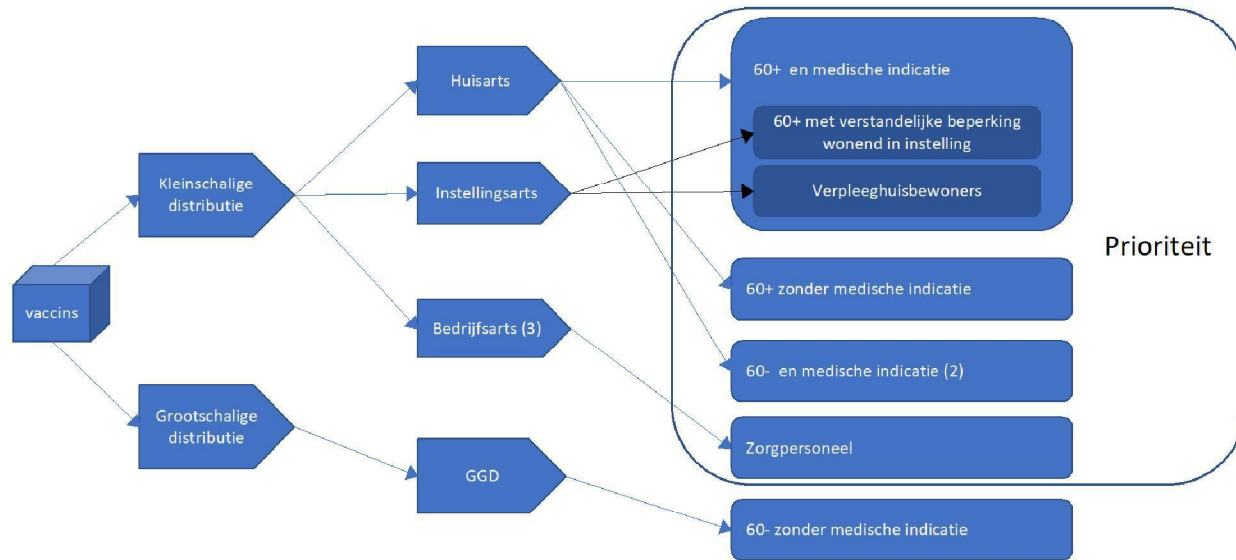 vaccins
Kleinschalige
distributie
Grootschalige
distributie
Huisarts
Instellingsarts
Bedrijfsarts (3)
GGD
60+ en medische indicatie
60+ met verstandelijke beperking
wonend in instelling
Verpleeghuisbewoners
60+ zonder medische indicatie
60- en medische indicatie (2)
Zorgpersoneel
60- zonder medische indicatie
Prioriteit